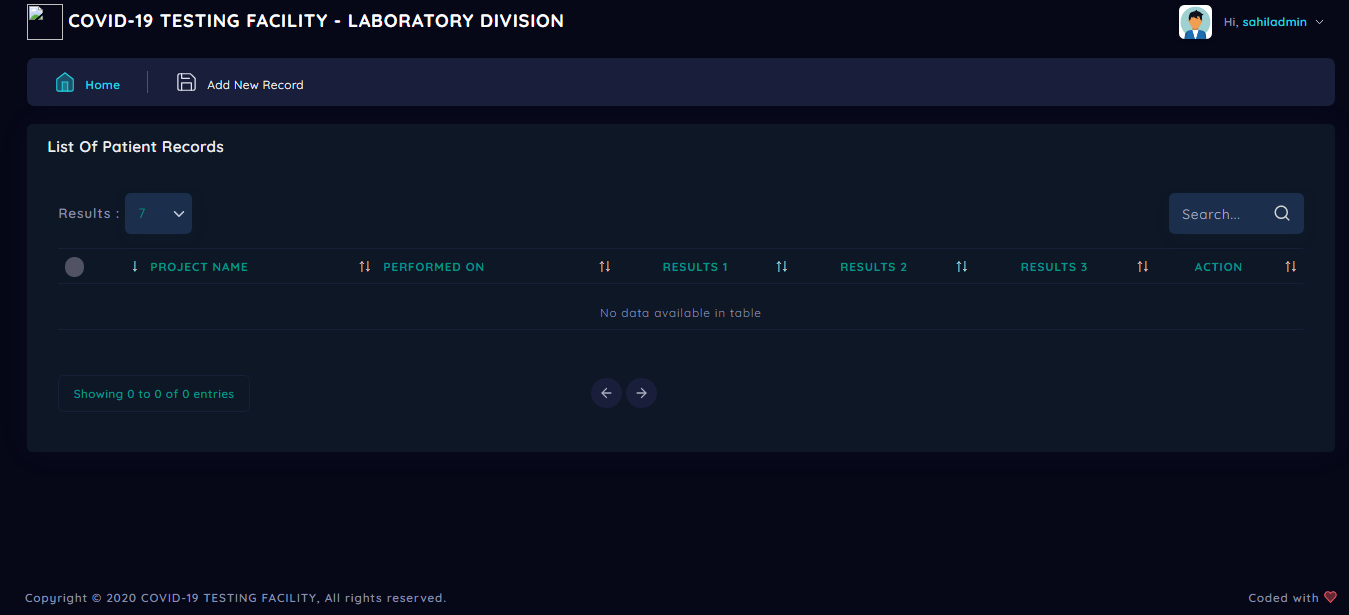 COVID-19 TESTING FACILITY - LABORATORY DIVISION
Hi, sahiladmin
Home
Add New Record
List Of Patient Records
Results :
7
Search...
PROJECT NAME
PERFORMED ON
RESULTS 1
RESULTS 2
RESULTS 3
ACTION
No data available in table
Showing 0 to 0 of 0 entries
Copyright © 2020 COVID-19 TESTING FACILITY, All rights reserved.
Coded with